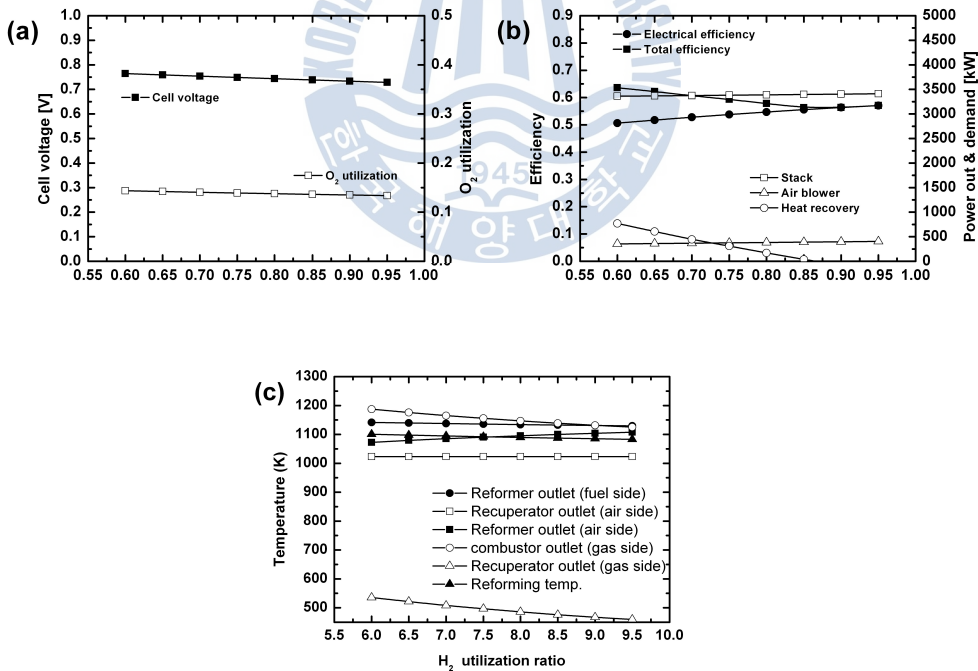 (a)
1.0
0.9
0.8
0.7
0.6
0.5
0.4
0.3
0.2
0.1
0.0
Cell voltage [V]
Cell voltage
O2 utilization
0.5
0.4
0.3
0.2
0.1
0.0
O2 utilization
0.55 0.60 0.65 0.70 0.75 0.80 0.85 0.90 0.95 1.00
(b)
0.9
0.8
0.7
0.6
0.5
0.4
0.3
0.2
0.1
0.0
Efficiency
Electrical efficiency
Total efficiency
Stack
Air blower
Heat recovery
5000
4500
4000
3500
3000
2500
2000
1500
1000
500
0
Power out & demand [kW]
0.55 0.60 0.65 0.70 0.75 0.80 0.85 0.90 0.95 1.00
1945
해양대학교
(c)
1300
1200
1100
1000
900
800
700
600
500
Temperature (K)
Reformer outlet (fuel side)
Recuperator outlet (air side)
Reformer outlet (air side)
combustor outlet (gas side)
Recuperator outlet (gas side)
Reforming temp.
5.5 6.0 6.5 7.0 7.5 8.0 8.5 9.0 9.5 10.0
H2 utilization ratio